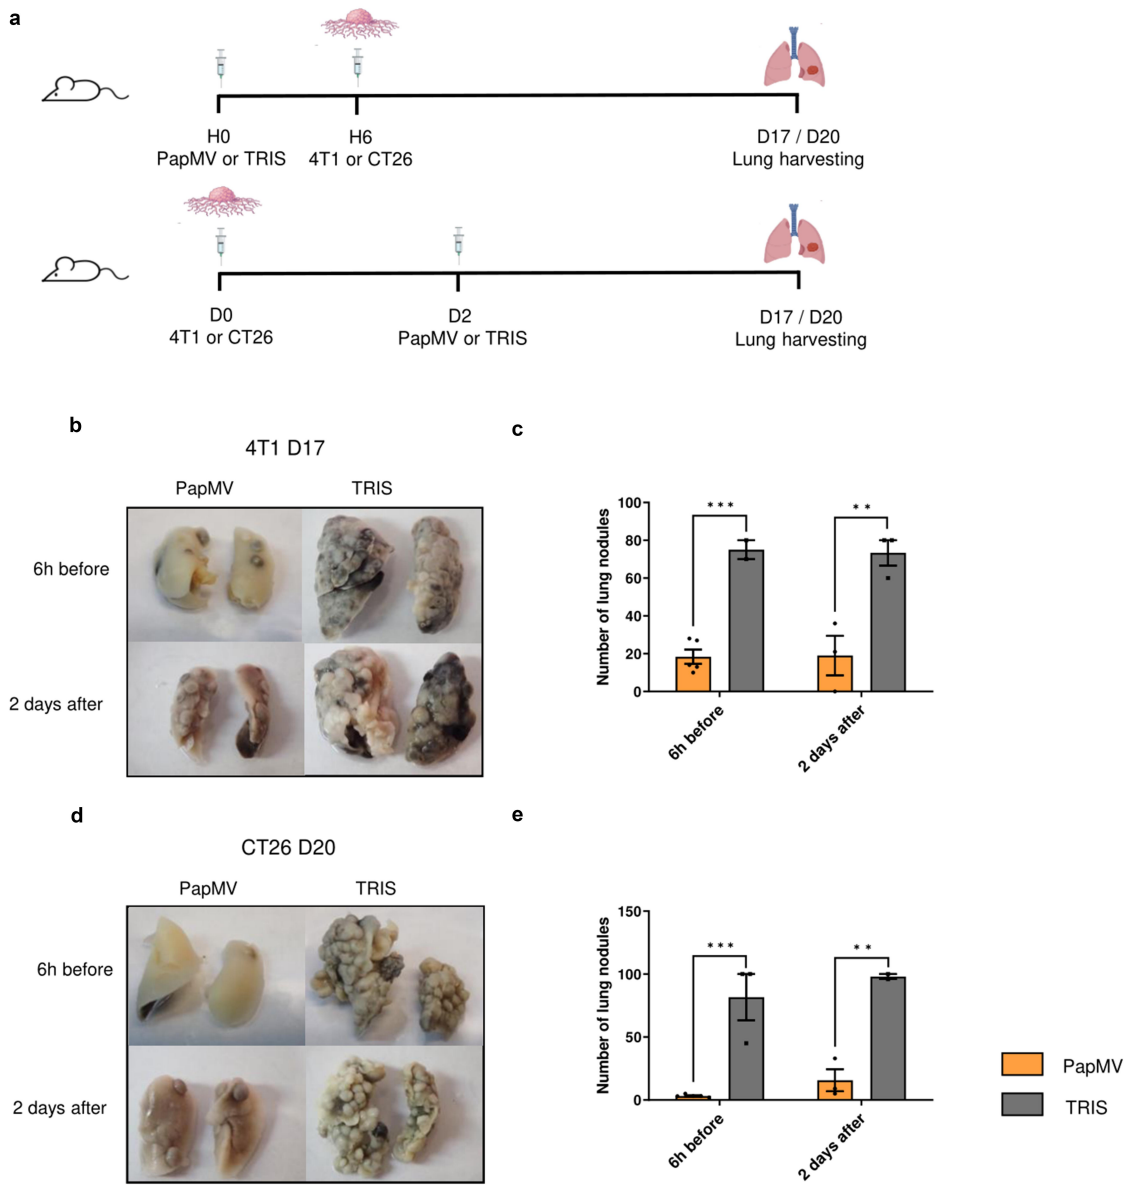 a
H0
PapMV or TRIS
H6
4T1 or CT26
D17 / D20
Lung harvesting
D0
4T1 or CT26
D2
PapMV or TRIS
D17 / D20
Lung harvesting
b
4T1 D17
PapMV
TRIS
6h before
2 days after
c
Number of lung nodules
100
80
60
40
20
0
***
**
6h before
2 days after
d
CT26 D20
PapMV
TRIS
6h before
2 days after
e
Number of lung nodules
150
100
50
0
***
**
6h before
2 days after
PapMV
TRIS